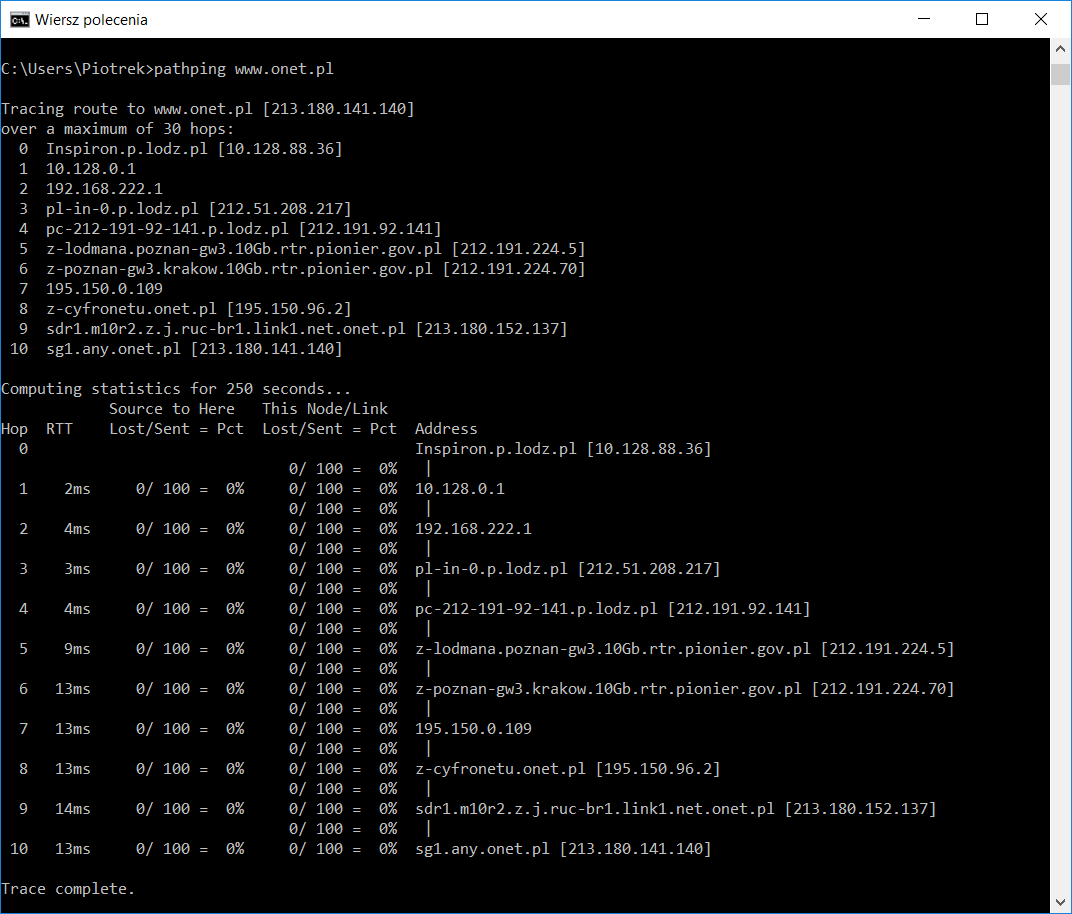 Wiersz polecenia
C:\Users\Piotrek>pathping www.onet.pl
Tracing route to www.onet.pl [213.180.141.140]
over a maximum of 30 hops:
  0  Inspiron.p.lodz.pl [10.128.88.36]
  1  10.128.0.1
  2  192.168.222.1
  3  pl-in-0.p.lodz.pl [212.51.208.217]
  4  pc-212-191-92-141.p.lodz.pl [212.191.92.141]
  5  z-lodmana.poznan-gw3.10Gb.rtr.pionier.gov.pl [212.191.224.5]
  6  z-poznan-gw3.krakow.10Gb.rtr.pionier.gov.pl [212.191.224.70]
  7  195.150.0.109
  8  z-cyfronetu.onet.pl [195.150.96.2]
  9  sdr1.m10r2.z.j.ruc-br1.link1.net.onet.pl [213.180.152.137]
 10  sg1.any.onet.pl [213.180.141.140]
Computing statistics for 250 seconds...
            Source to Here   This Node/Link
Hop  RTT    Lost/Sent = Pct  Lost/Sent = Pct  Address
  0                                           Inspiron.p.lodz.pl [10.128.88.36]
                                0/ 100 =  0%   |
  1    2ms     0/ 100 =  0%     0/ 100 =  0%  10.128.0.1
                                0/ 100 =  0%   |
  2    4ms     0/ 100 =  0%     0/ 100 =  0%  192.168.222.1
                                0/ 100 =  0%   |
  3    3ms     0/ 100 =  0%     0/ 100 =  0%  pl-in-0.p.lodz.pl [212.51.208.217]
                                0/ 100 =  0%   |
  4    4ms     0/ 100 =  0%     0/ 100 =  0%  pc-212-191-92-141.p.lodz.pl [212.191.92.141]
                                0/ 100 =  0%   |
  5    9ms     0/ 100 =  0%     0/ 100 =  0%  z-lodmana.poznan-gw3.10Gb.rtr.pionier.gov.pl [212.191.224.5]
                                0/ 100 =  0%   |
  6   13ms     0/ 100 =  0%     0/ 100 =  0%  z-poznan-gw3.krakow.10Gb.rtr.pionier.gov.pl [212.191.224.70]
                                0/ 100 =  0%   |
  7   13ms     0/ 100 =  0%     0/ 100 =  0%  195.150.0.109
                                0/ 100 =  0%   |
  8   13ms     0/ 100 =  0%     0/ 100 =  0%  z-cyfronetu.onet.pl [195.150.96.2]
                                0/ 100 =  0%   |
  9   14ms     0/ 100 =  0%     0/ 100 =  0%  sdr1.m10r2.z.j.ruc-br1.link1.net.onet.pl [213.180.152.137]
                                0/ 100 =  0%   |
 10   13ms     0/ 100 =  0%     0/ 100 =  0%  sg1.any.onet.pl [213.180.141.140]
Trace complete.